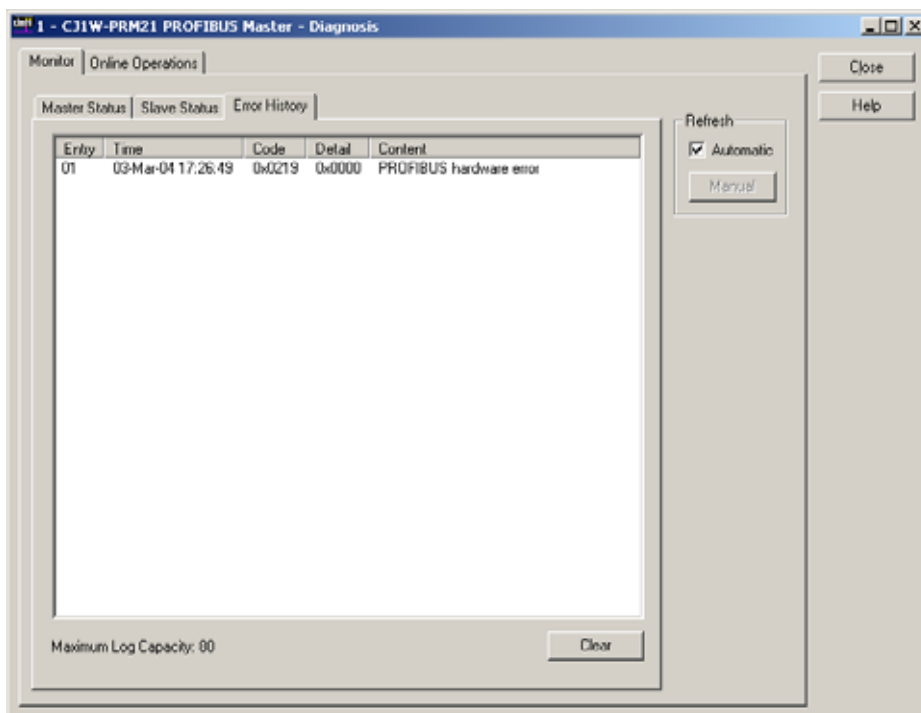 1 - CJ1W-PRM21 PROFIBUS Master - Diagnosis
Monitor Online Operations
Close
Master Status Slave Status Error History
Help
Refresh
Entry Time Code Detail Content
Automatic
01 03-Mar-04 17:26:49 0x0219 0x0000 PROFIBUS hardware error
Manual
Maximum Log Capacity: 80
Clear